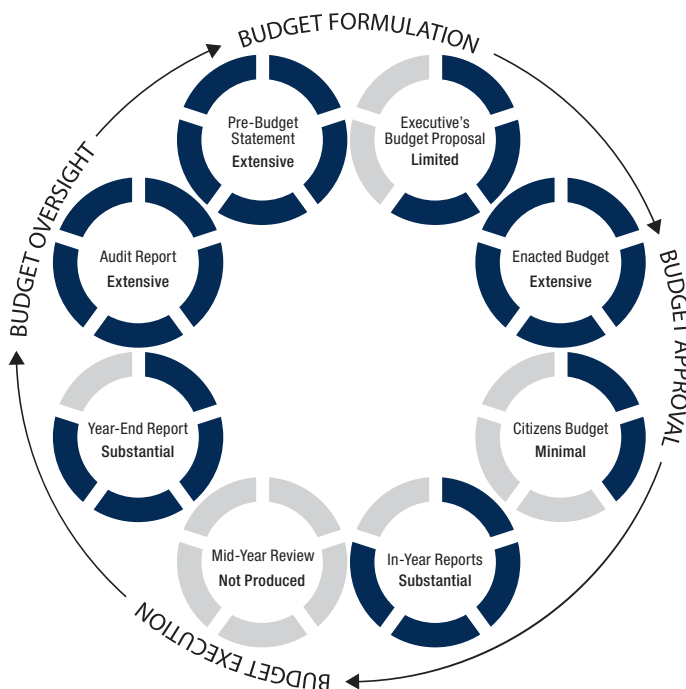 BUDGET FORMULATION
Pre-Budget
Statement
Extensive
Executive's
Budget Proposal
Limited
BUDGET OVERSIGHT
Audit Report
Extensive
Enacted Budget
Extensive
BUDGET APPROVAL
Year-End Report
Substantial
Citizens Budget
Minimal
Mid-Year Review
Not Produced
In-Year Reports
Substantial
BUDGET EXECUTION